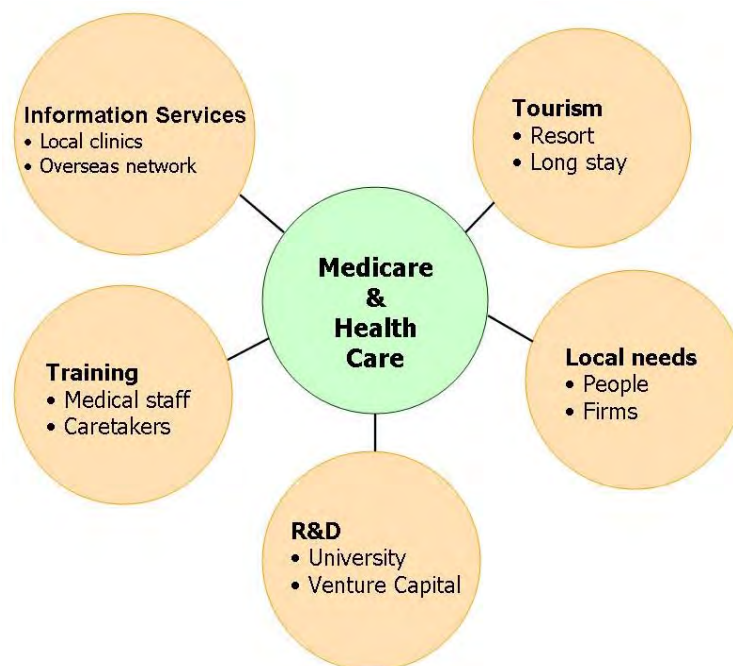 Information Services
• Local clinics
• Overseas network
Tourism
• Resort
• Long stay
Medicare
&
Health
Care
Training
• Medical staff
• Caretakers
Local needs
• People
• Firms
R&D
• University
• Venture Capital